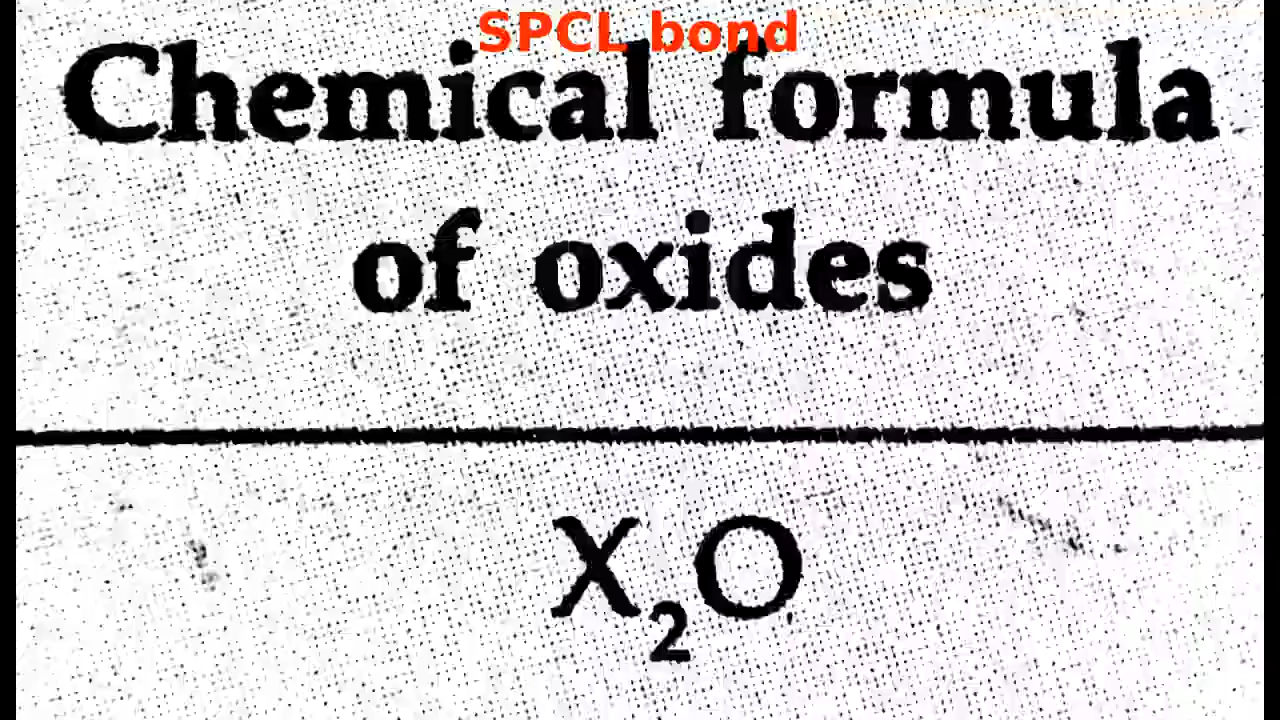 SPCL bond
Chemical formula
of oxides
X₂O